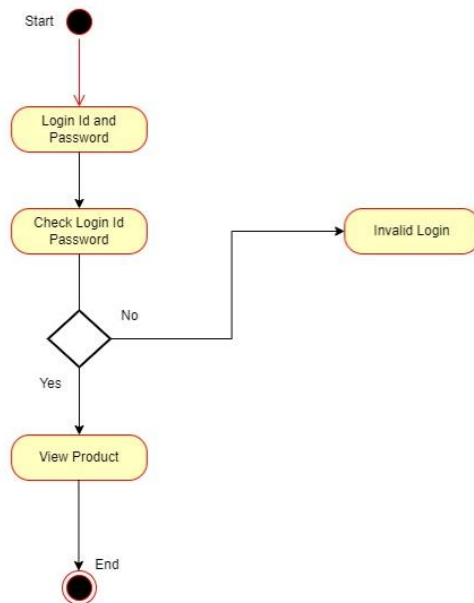 Start
Login Id and
Password
Check Login Id
Password
Invalid Login
No
Yes
View Product
End